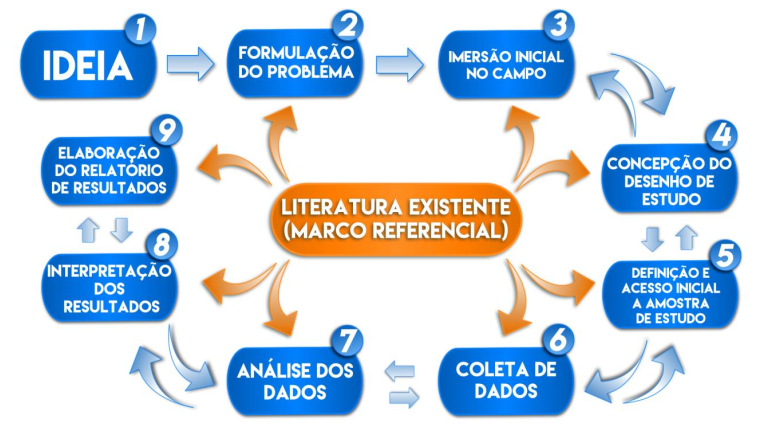 1
IDEIA
2
FORMULAÇÃO
DO PROBLEMA
3
IMERSÃO INICIAL
NO CAMPO
4
CONCEPÇÃO DO
DESENHO DE
ESTUDO
5
DEFINIÇÃO E
ACESSO INICIAL
A AMOSTRA
DE ESTUDO
6
COLETA DE
DADOS
7
ANÁLISE DOS
DADOS
8
INTERPRETAÇÃO
DOS
RESULTADOS
9
ELABORAÇÃO
DO RELATÓRIO
DE RESULTADOS
LITERATURA EXISTENTE
(MARCO REFERENCIAL)